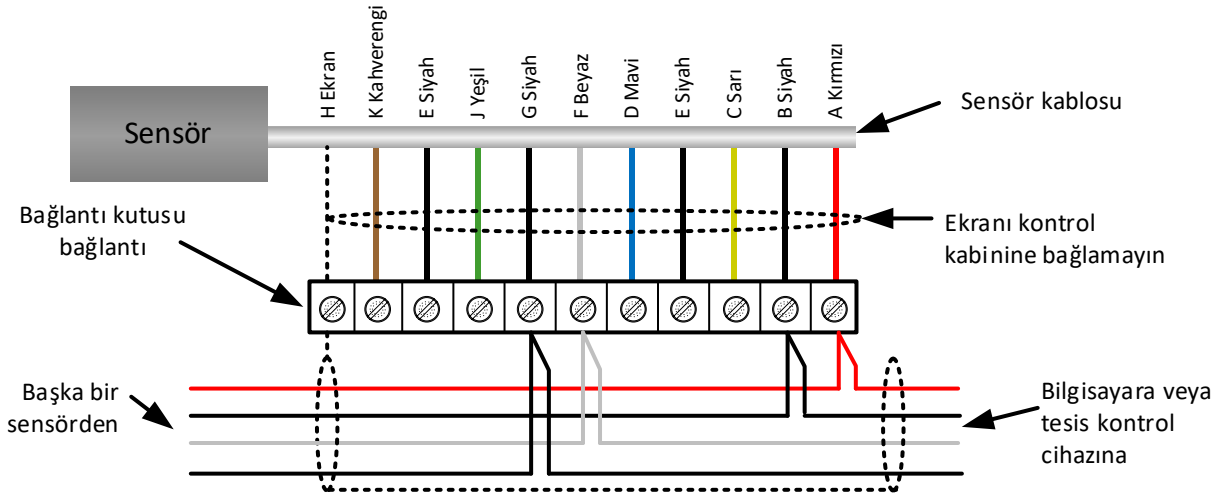 H Ekran
K Kahverengi
E Siyah
J Yeşil
G Siyah
F Beyaz
D Mavi
E Siyah
C Sarı
B Siyah
A Kırmızı
Sensör
Sensör kablosu
Bağlantı kutusu
bağlantı
Ekranı kontrol
kabinine bağlamayın
Başka bir
sensörden
Bilgisayara veya
tesis kontrol
cihazına